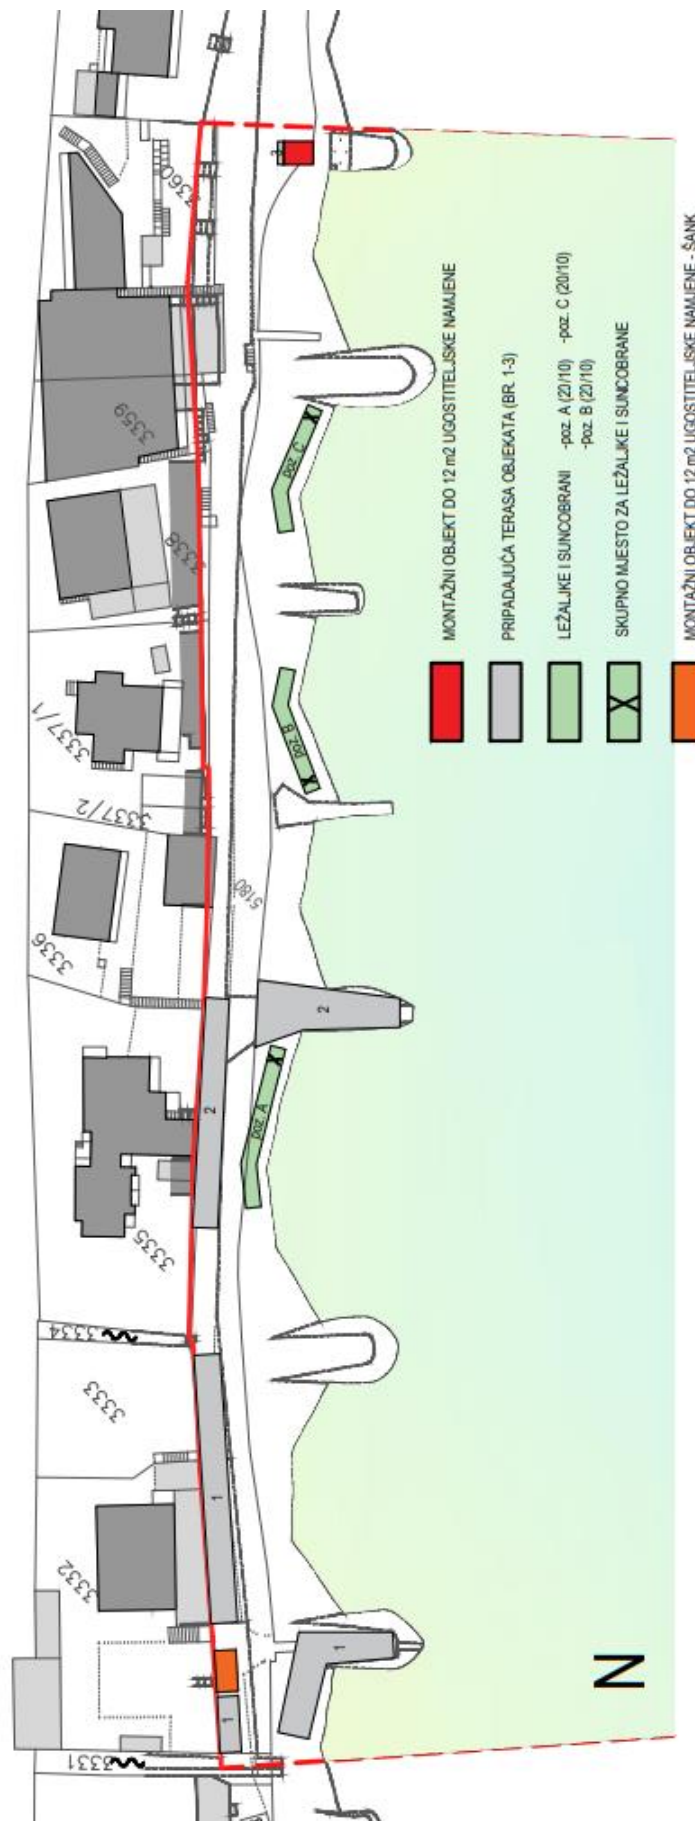 3360
3
3359
3338
3337/1
3337/2
3336
5180
3335
3334
3333
3332
3331
poz. C
poz. B
poz. A
2
2
1
1
1
MONTAŽNI OBJEKT DO 12 m2 UGOSTITELJSKE NAMJENE
PRIPADAJUĆA TERASA OBJEKATA (BR. 1-3)
LEŽALJKE I SUNCOBRANI -poz. A (20/10) -poz. C (20/10)
-poz. B (20/10)
X SKUPNO MJESTO ZA LEŽALJKE I SUNCOBRANE
MONTAŽNI OBJEKT DO 12 m2 UGOSTITELJSKE NAMJENE - ŠANK
X
X
X
N